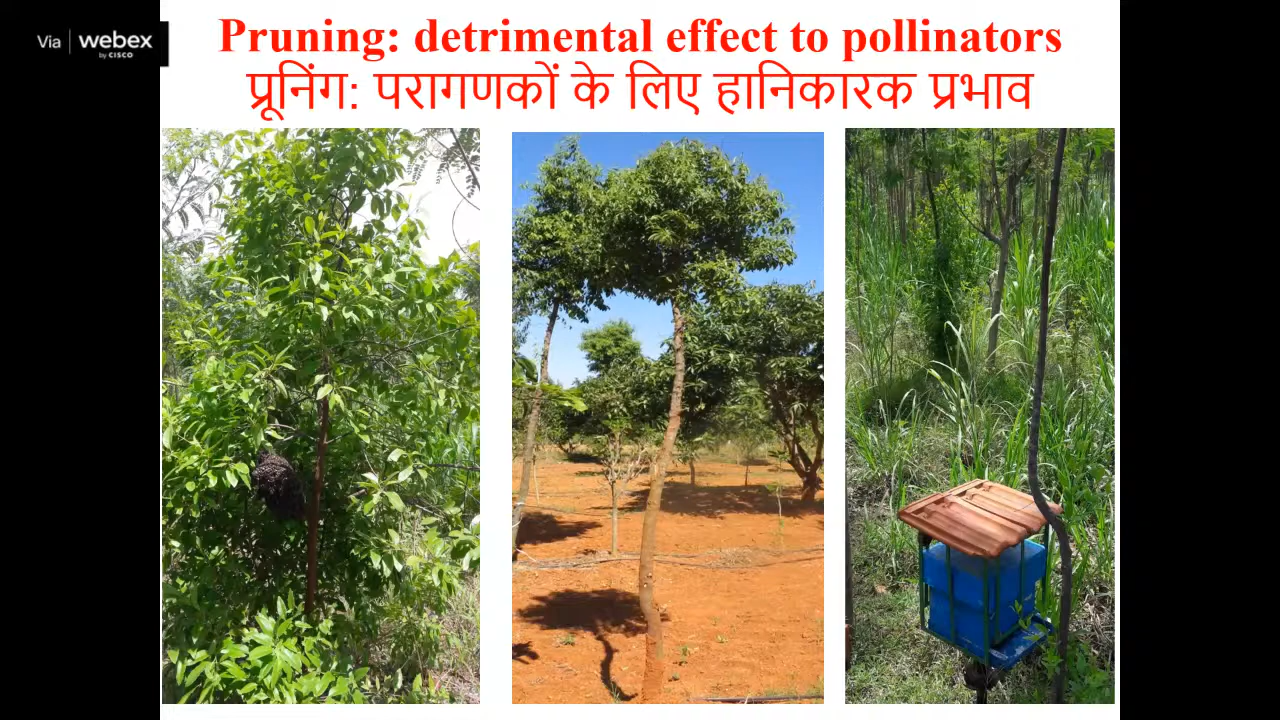 Via webex
by CISCO
Pruning: detrimental effect to pollinators
प्रूनिंग: परागणकों के लिए हानिकारक प्रभाव